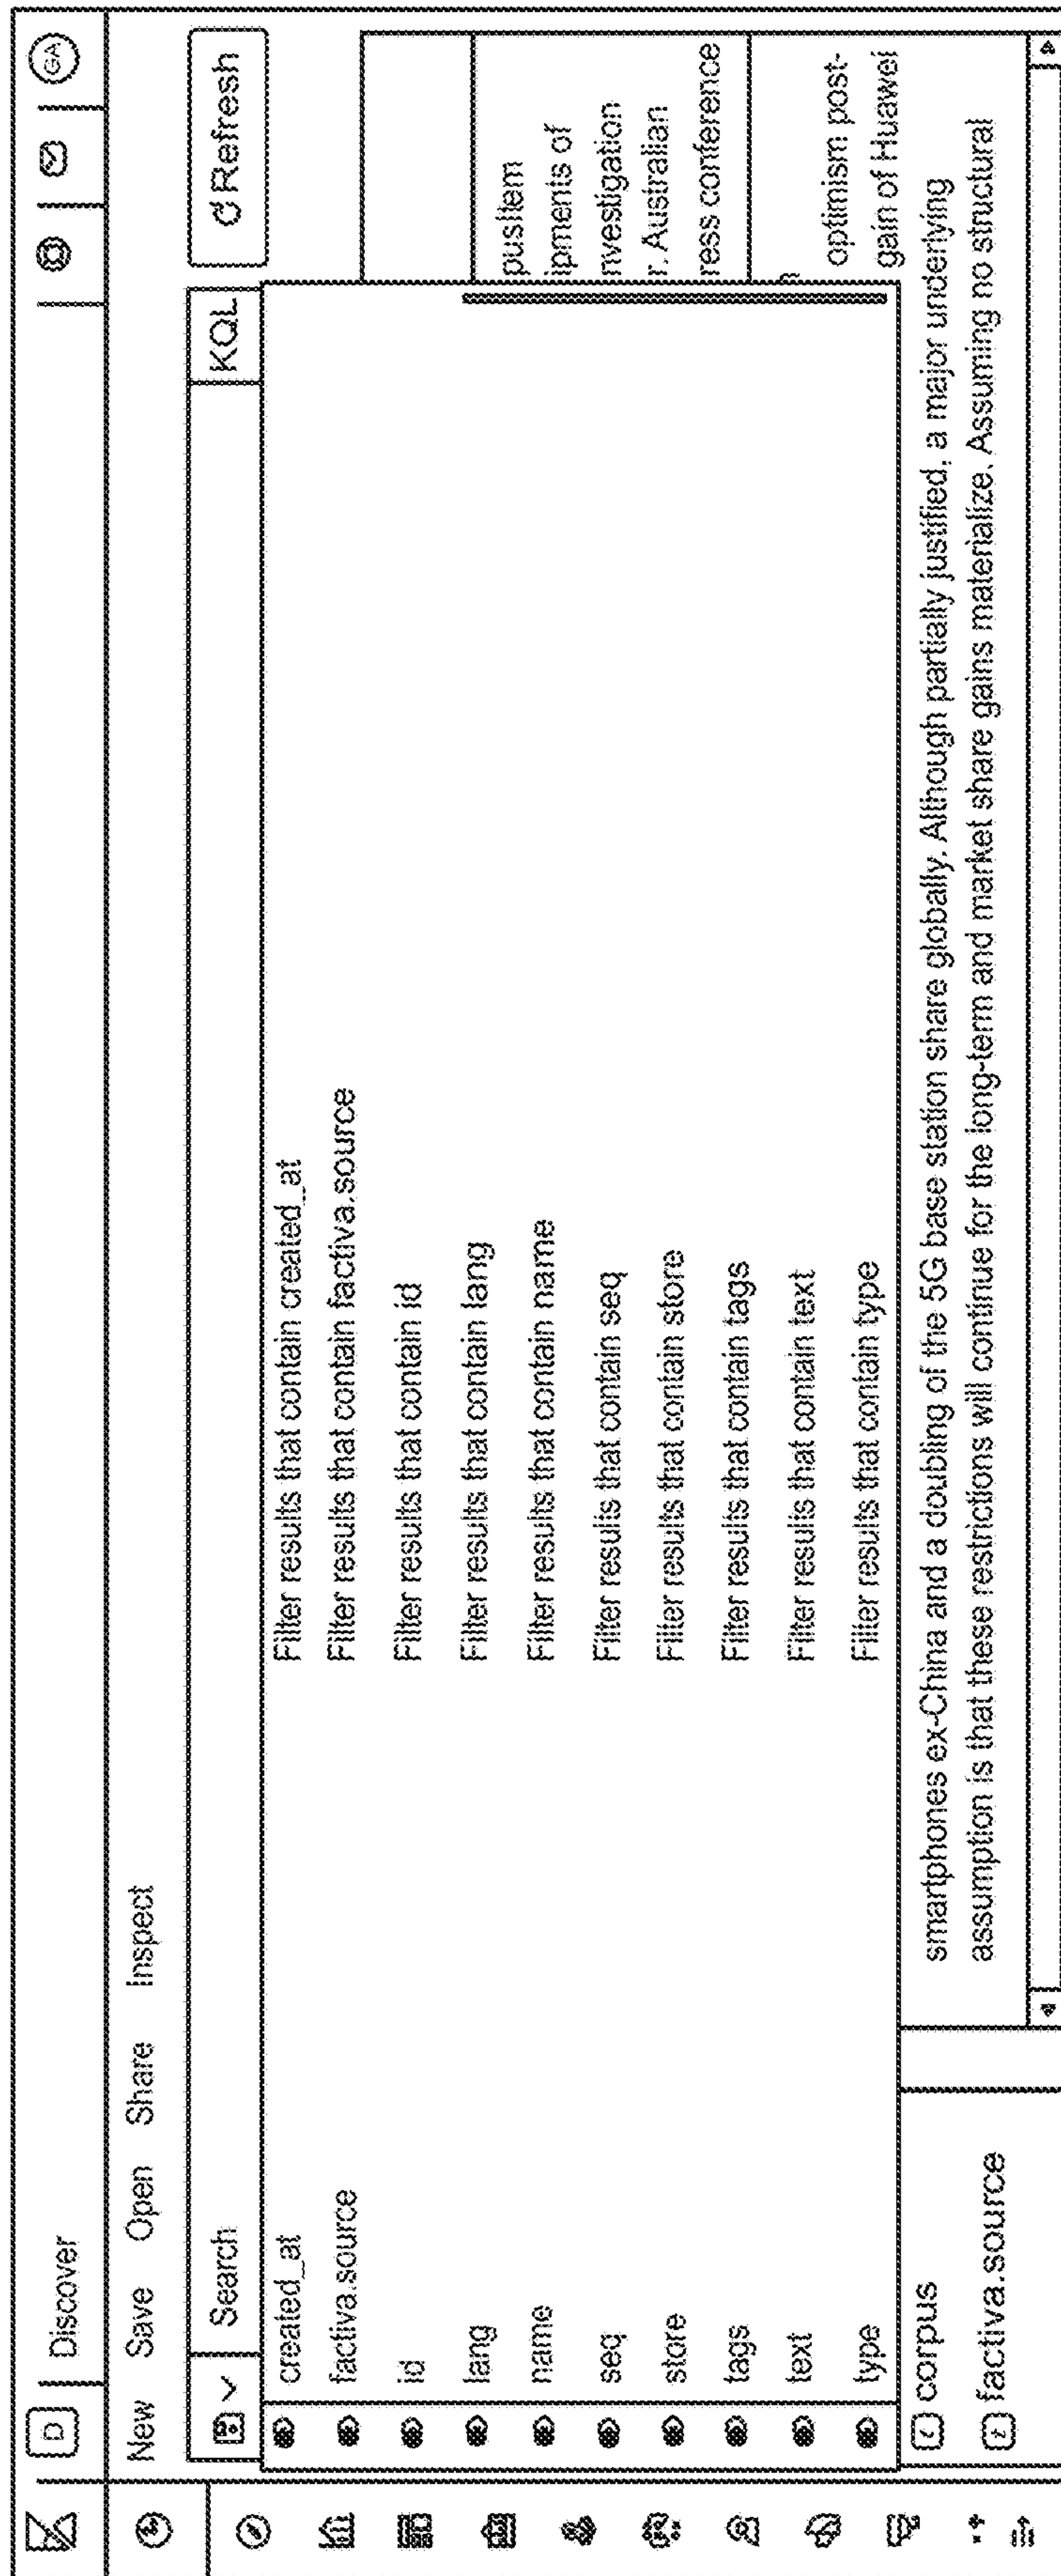 D Discover GA
New Save Open Share Inspect
Search KQL Refresh
created_at Filter results that contain created_at
factiva.source Filter results that contain factiva.source
id Filter results that contain id
lang Filter results that contain lang
name Filter results that contain name
seq Filter results that contain seq
store Filter results that contain store
tags Filter results that contain tags
text Filter results that contain text
type Filter results that contain type
pusItem
ipments of
nvestigation
r. Australian
ress conference
optimism post-
gain of Huawei
t corpus
t factiva.source
smartphones ex-China and a doubling of the 5G base station share globally. Although partially justified, a major underlying
assumption is that these restrictions will continue for the long-term and market share gains materialize. Assuming no structural